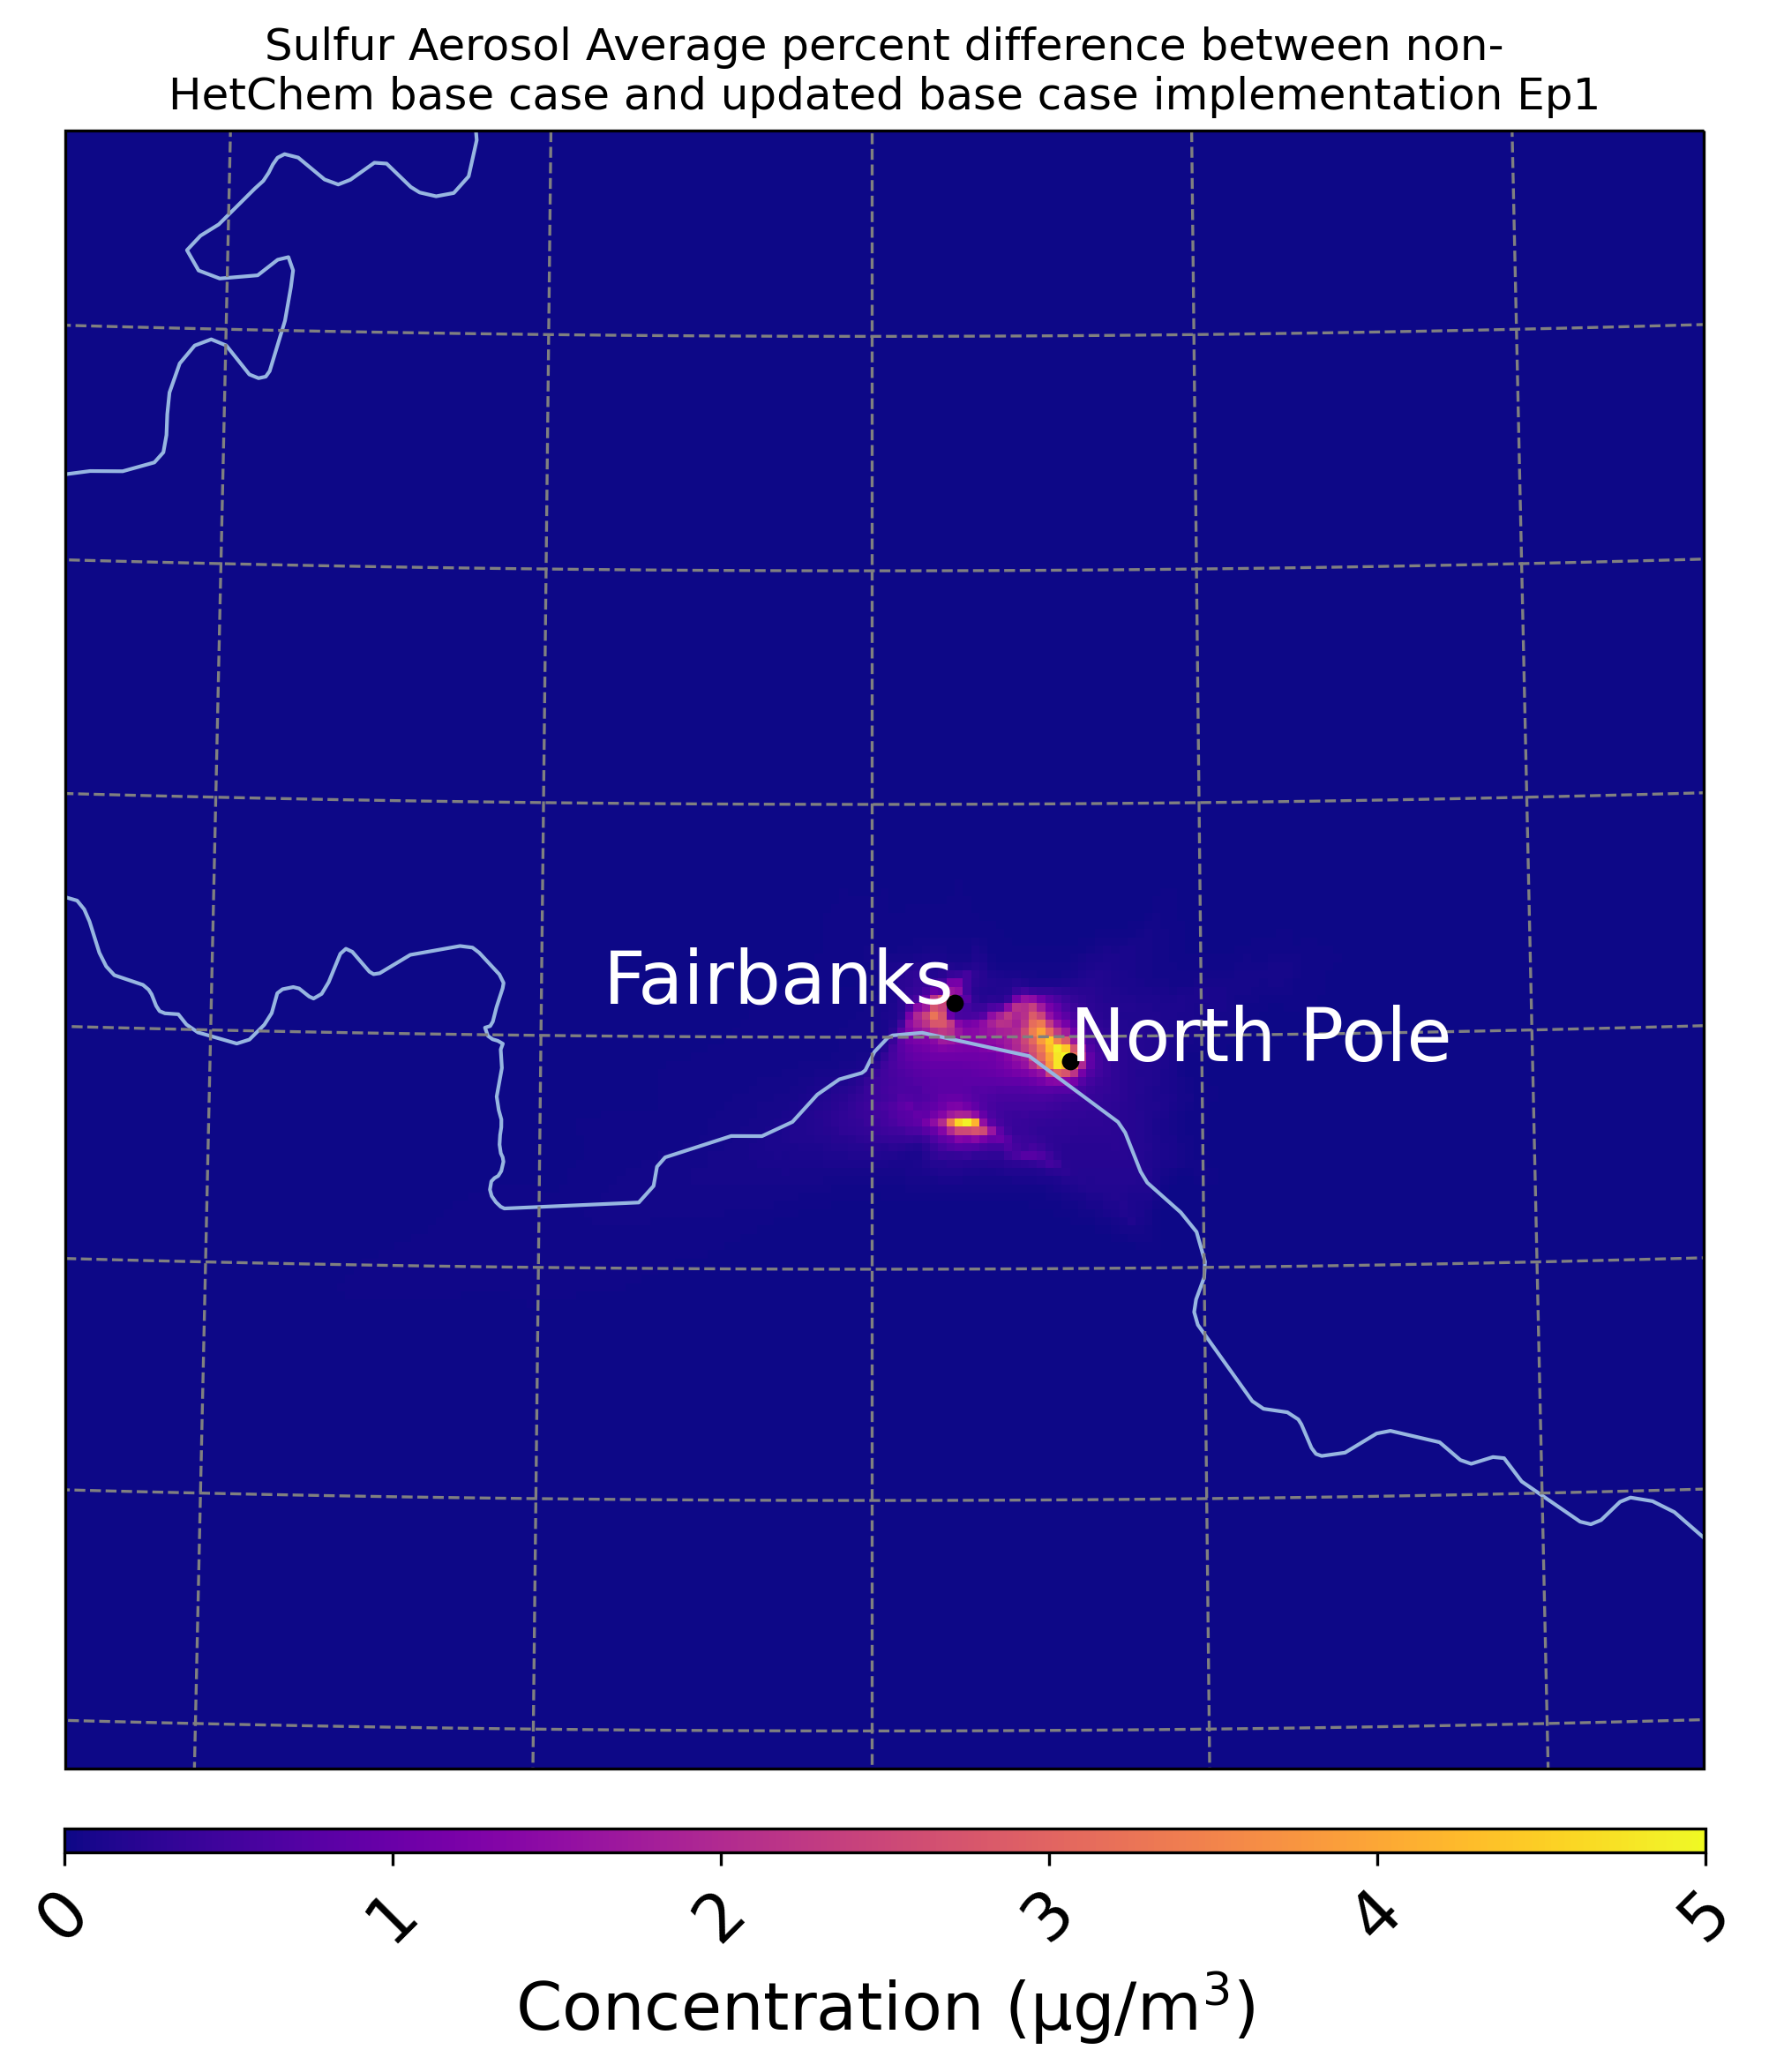 Sulfur Aerosol Average percent difference between non-
HetChem base case and updated base case implementation Ep1
Fairbanks
North Pole
0 1 2 3 4 5
Concentration (µg/m³)